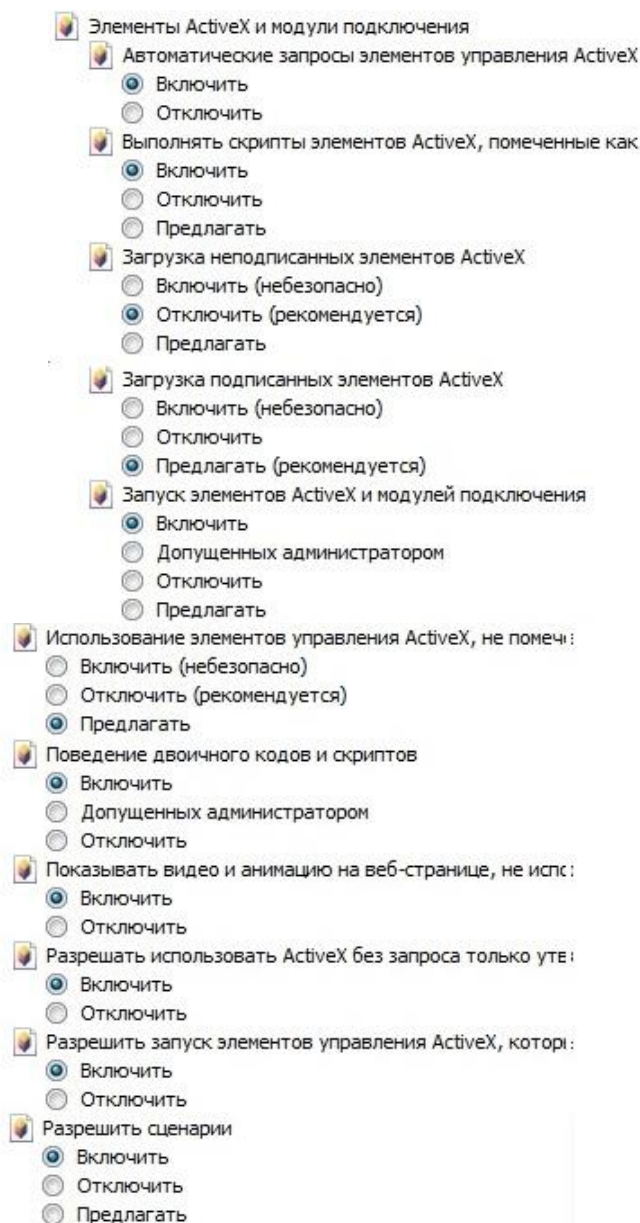 Элементы ActiveX и модули подключения
Автоматические запросы элементов управления ActiveX
Включить
Отключить
Выполнять скрипты элементов ActiveX, помеченные как
Включить
Отключить
Предлагать
Загрузка неподписанных элементов ActiveX
Включить (небезопасно)
Отключить (рекомендуется)
Предлагать
Загрузка подписанных элементов ActiveX
Включить (небезопасно)
Отключить
Предлагать (рекомендуется)
Запуск элементов ActiveX и модулей подключения
Включить
Допущенных администратором
Отключить
Предлагать
Использование элементов управления ActiveX, не
Включить (небезопасно)
Отключить (рекомендуется)
Предлагать
Поведение двоичного кодов и скриптов
Включить
Допущенных администратором
Отключить
Показывать видео и анимацию на веб-странице, не
Включить
Отключить
Разрешать использовать ActiveX без запроса только
Включить
Отключить
Разрешить запуск элементов управления ActiveX,
Включить
Отключить
Разрешить сценарии
Включить
Отключить
Предлагать